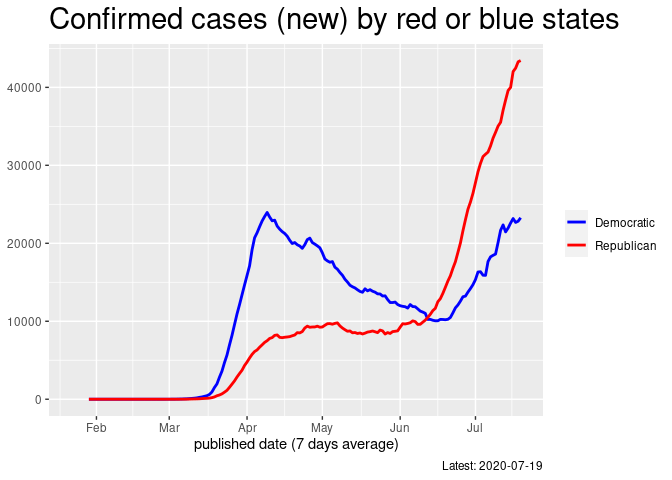 Confirmed cases (new) by red or blue states
40000
30000
20000
10000
0
Feb Mar Apr May Jun Jul
published date (7 days average)
Democratic
Republican
Latest: 2020-07-19